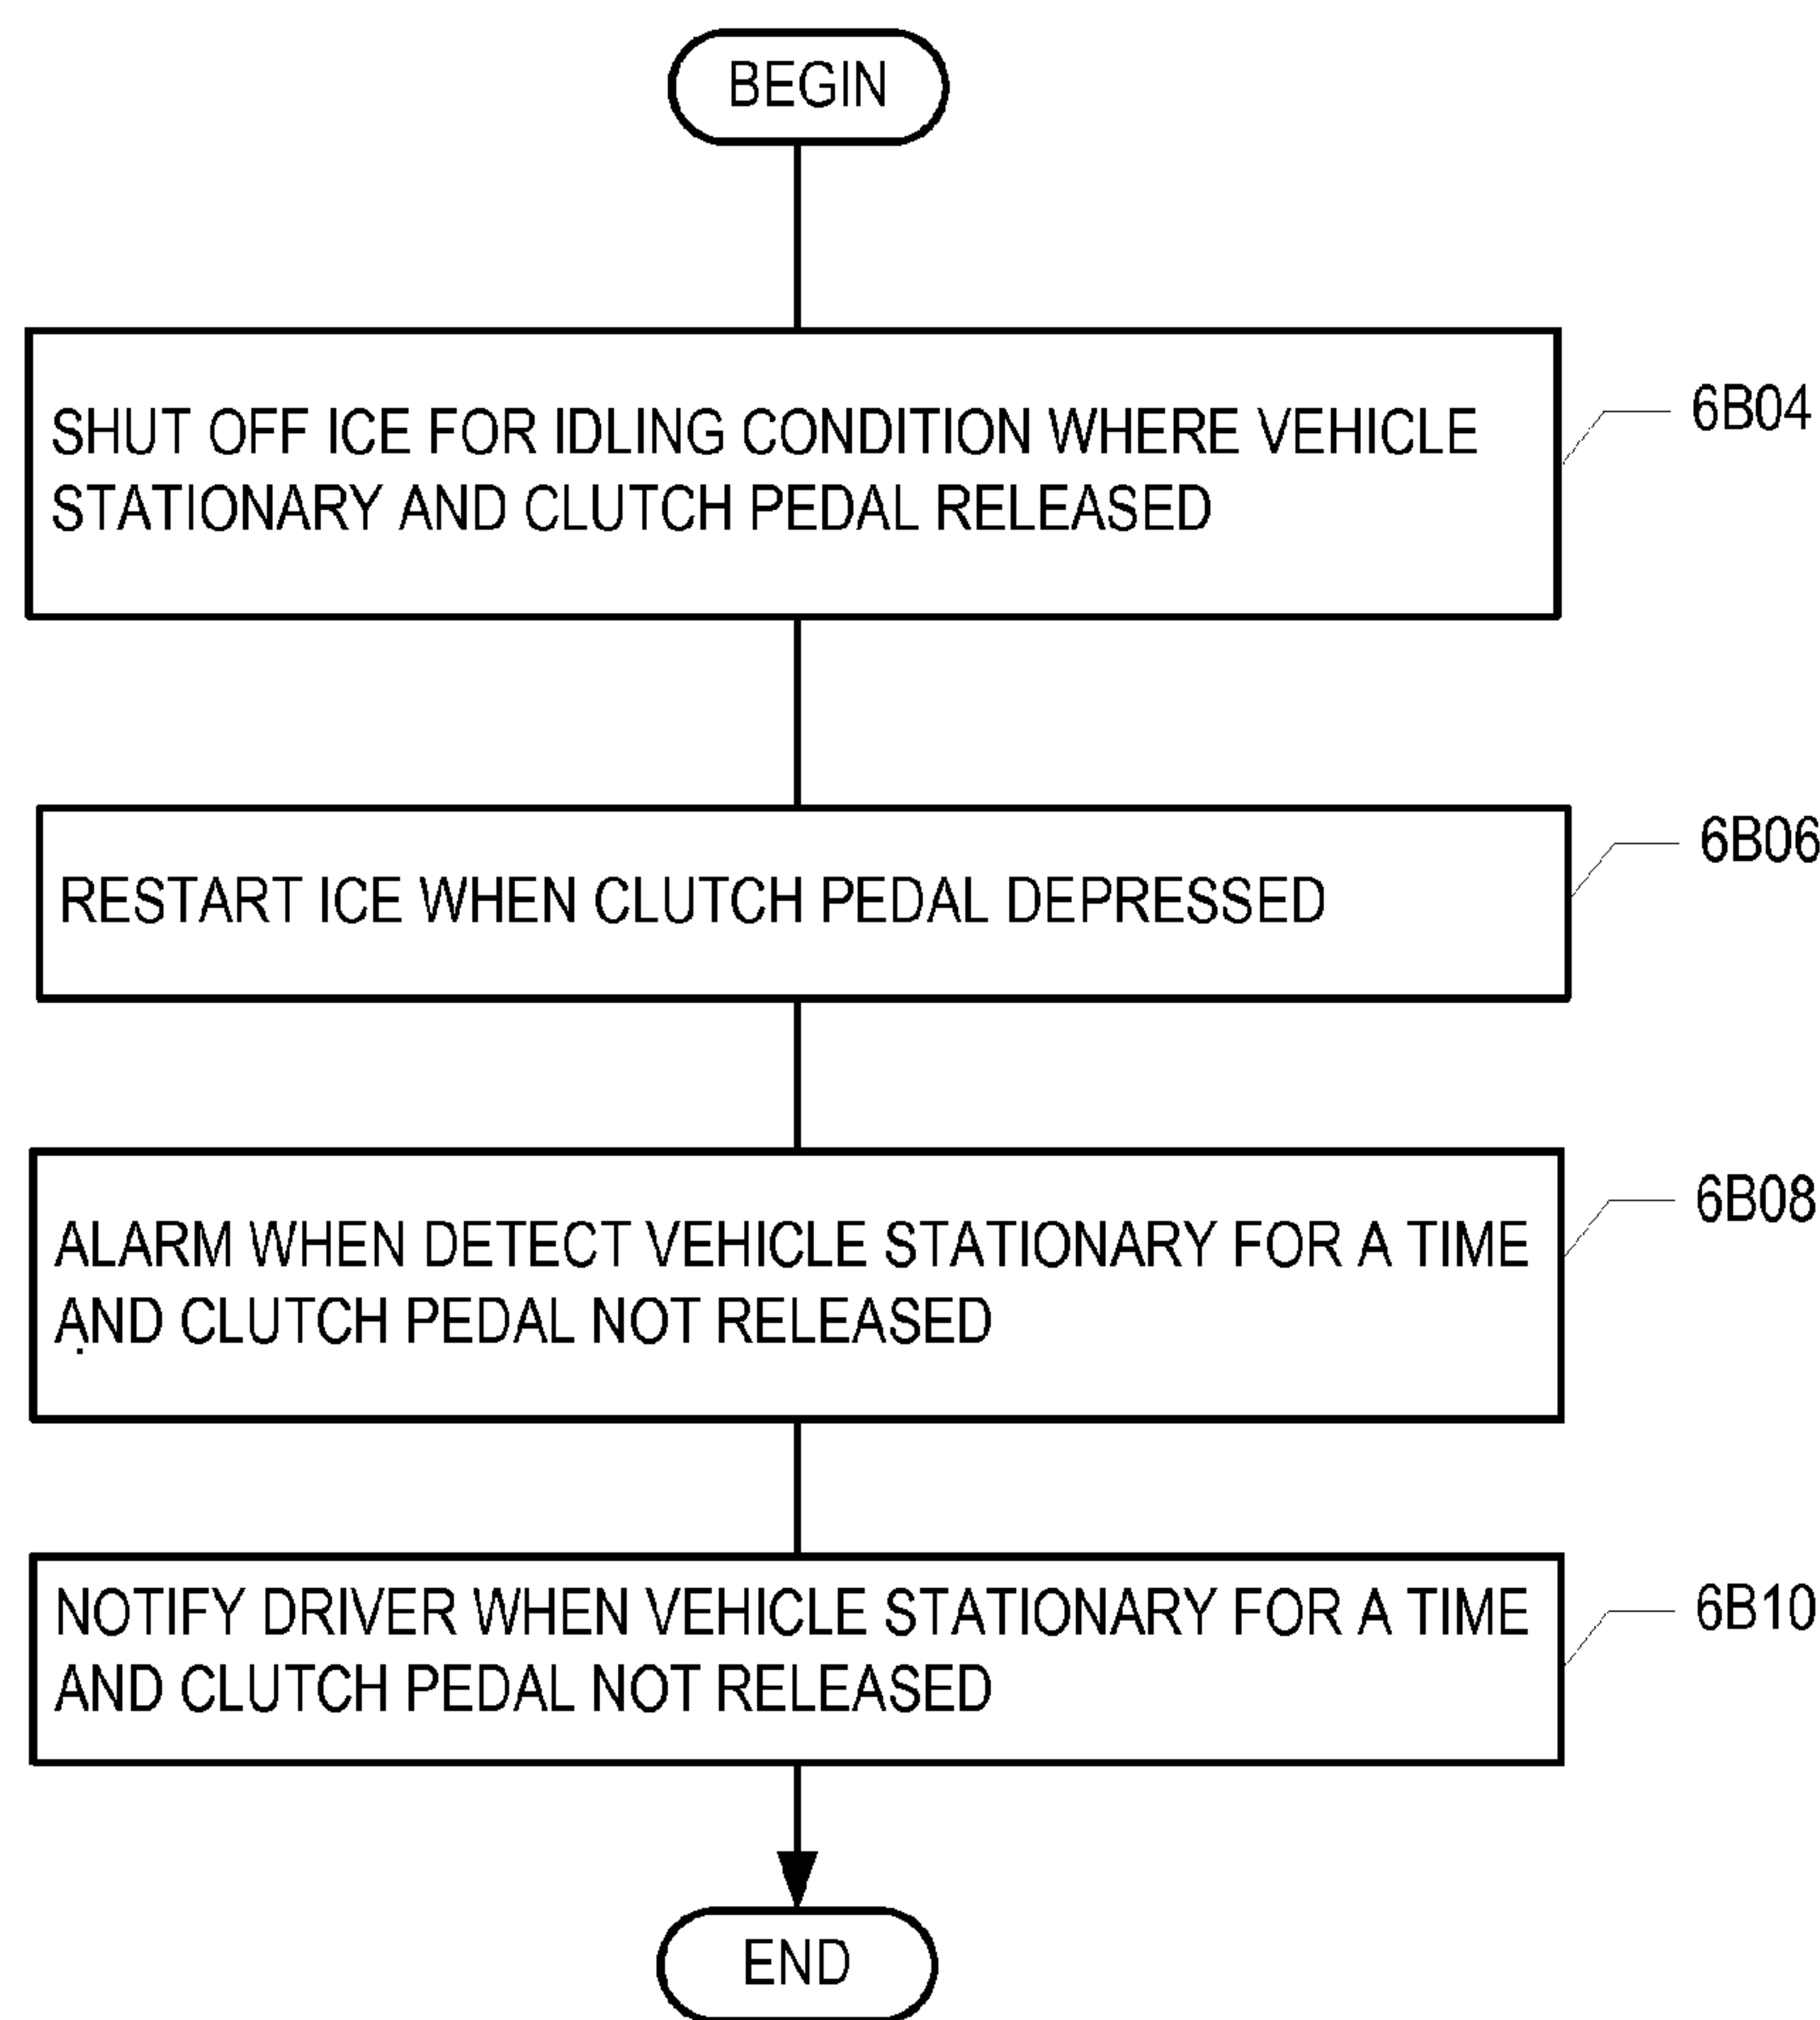 BEGIN
SHUT OFF ICE FOR IDLING CONDITION WHERE VEHICLE
STATIONARY AND CLUTCH PEDAL RELEASED
6B04
RESTART ICE WHEN CLUTCH PEDAL DEPRESSED
6B06
ALARM WHEN DETECT VEHICLE STATIONARY FOR A TIME
AND CLUTCH PEDAL NOT RELEASED
6B08
NOTIFY DRIVER WHEN VEHICLE STATIONARY FOR A TIME
AND CLUTCH PEDAL NOT RELEASED
6B10
END